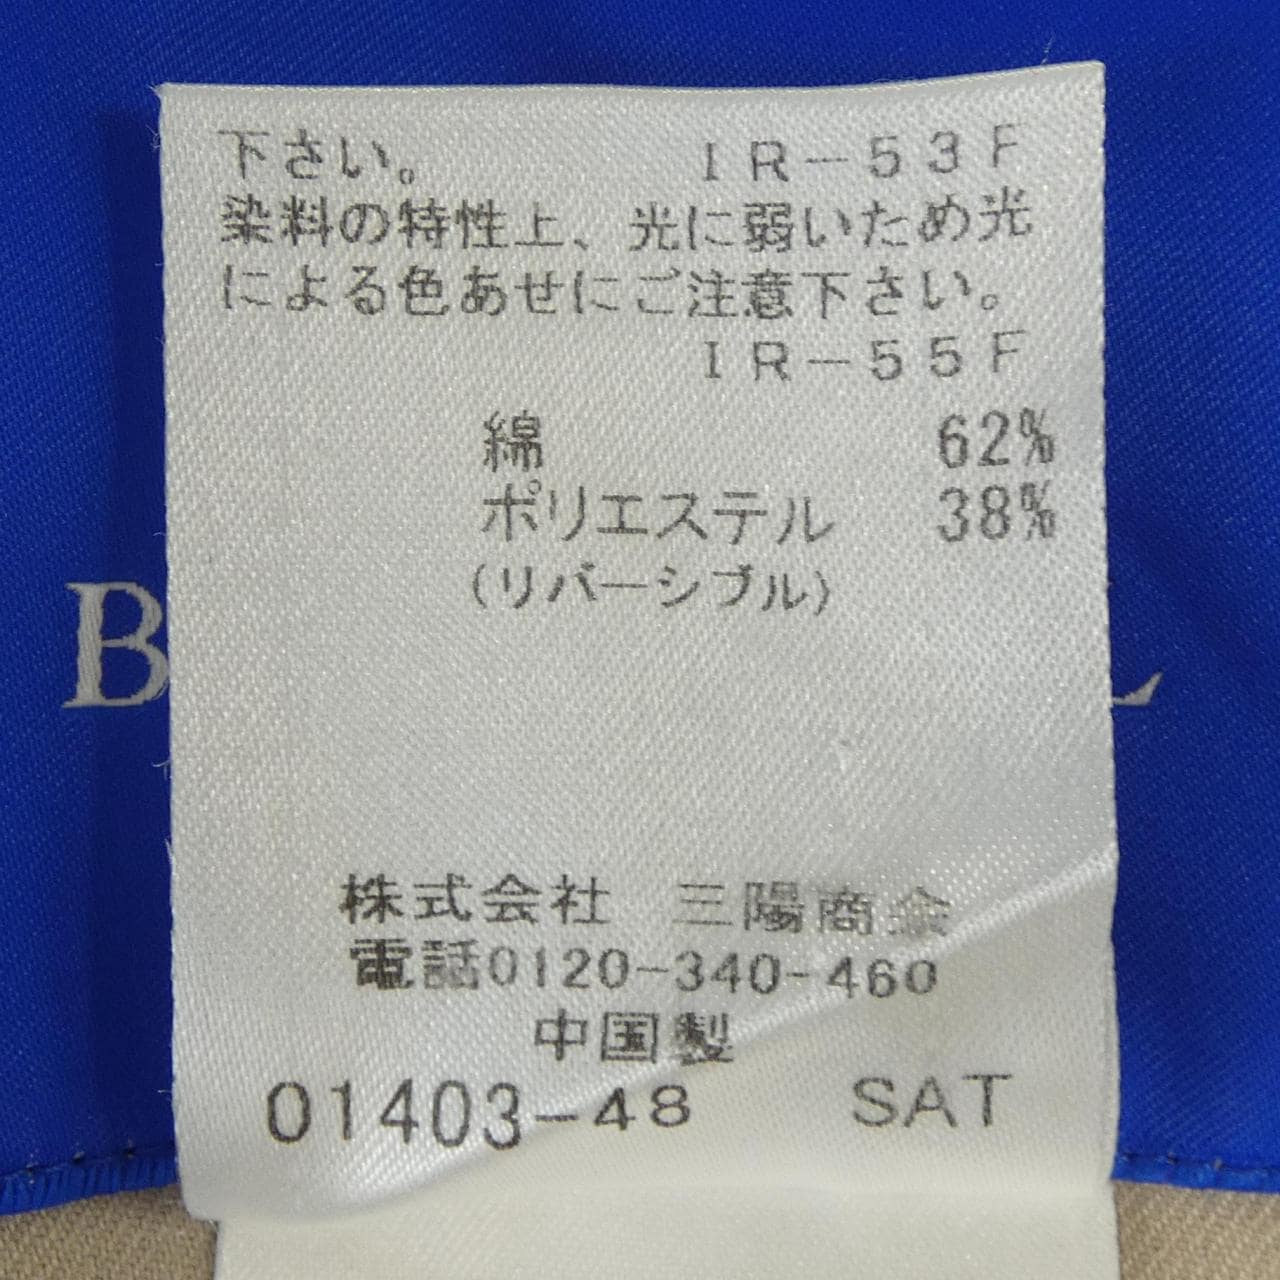 下さい。 IR-53F
染料の特性上、光に弱いため光
による色あせにご注意下さい。
IR-55F
綿 62%
ポリエステル 38%
(リバーシブル)
B L
株式会社 三陽商会
電話0120-340-460
中国製
01403-48 SAT